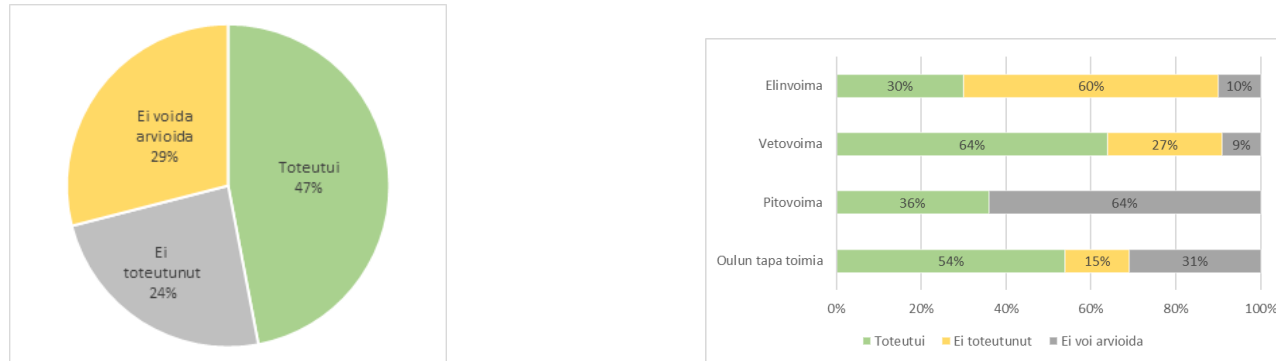 Ei voida
arvioida
29%
Toteutui
47%
Ei
toteutunut
24%
Elinvoima
30%
60%
10%
Vetovoima
64%
27%
9%
Pitovoima
36%
64%
Oulun tapa toimia
54%
15%
31%
0% 20% 40% 60% 80% 100%
Toteutui Ei toteutunut Ei voi arvioida